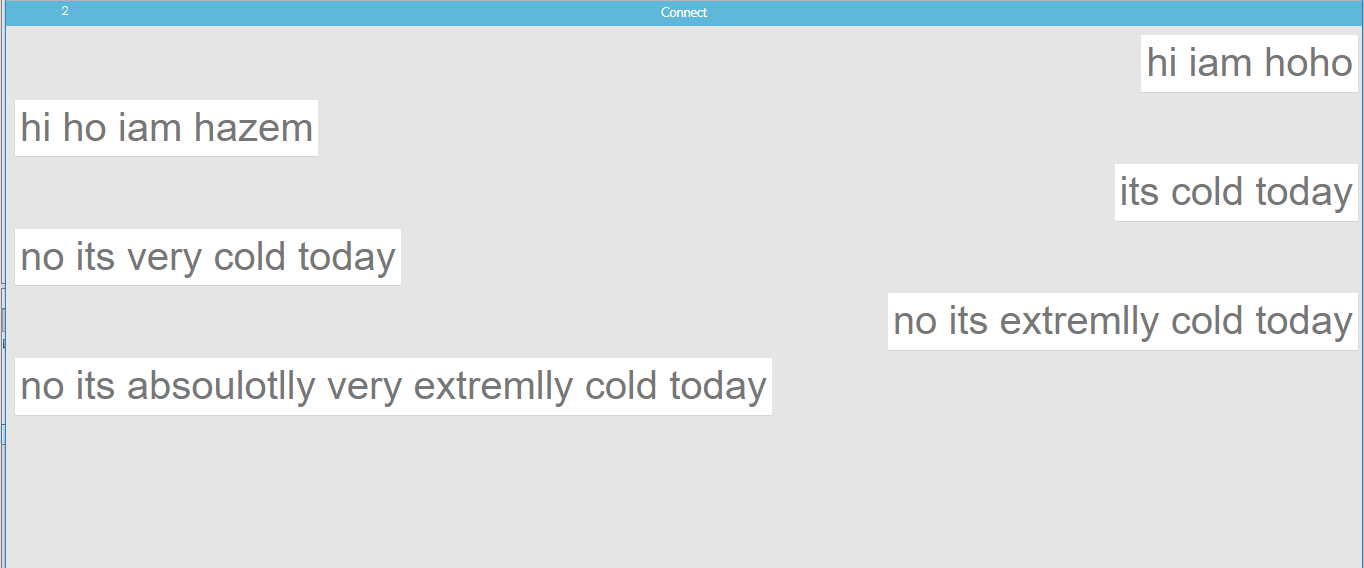 2
Connect
hi iam hoho
hi ho iam hazem
its cold today
no its very cold today
no its extremlly cold today
no its absoulotlly very extremlly cold today